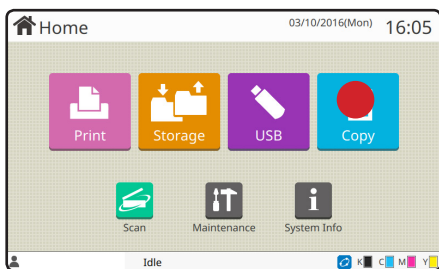 Home 03/10/2016(Mon) 16:05
Print Storage USB Copy
Scan Maintenance System Info
Idle K C M Y